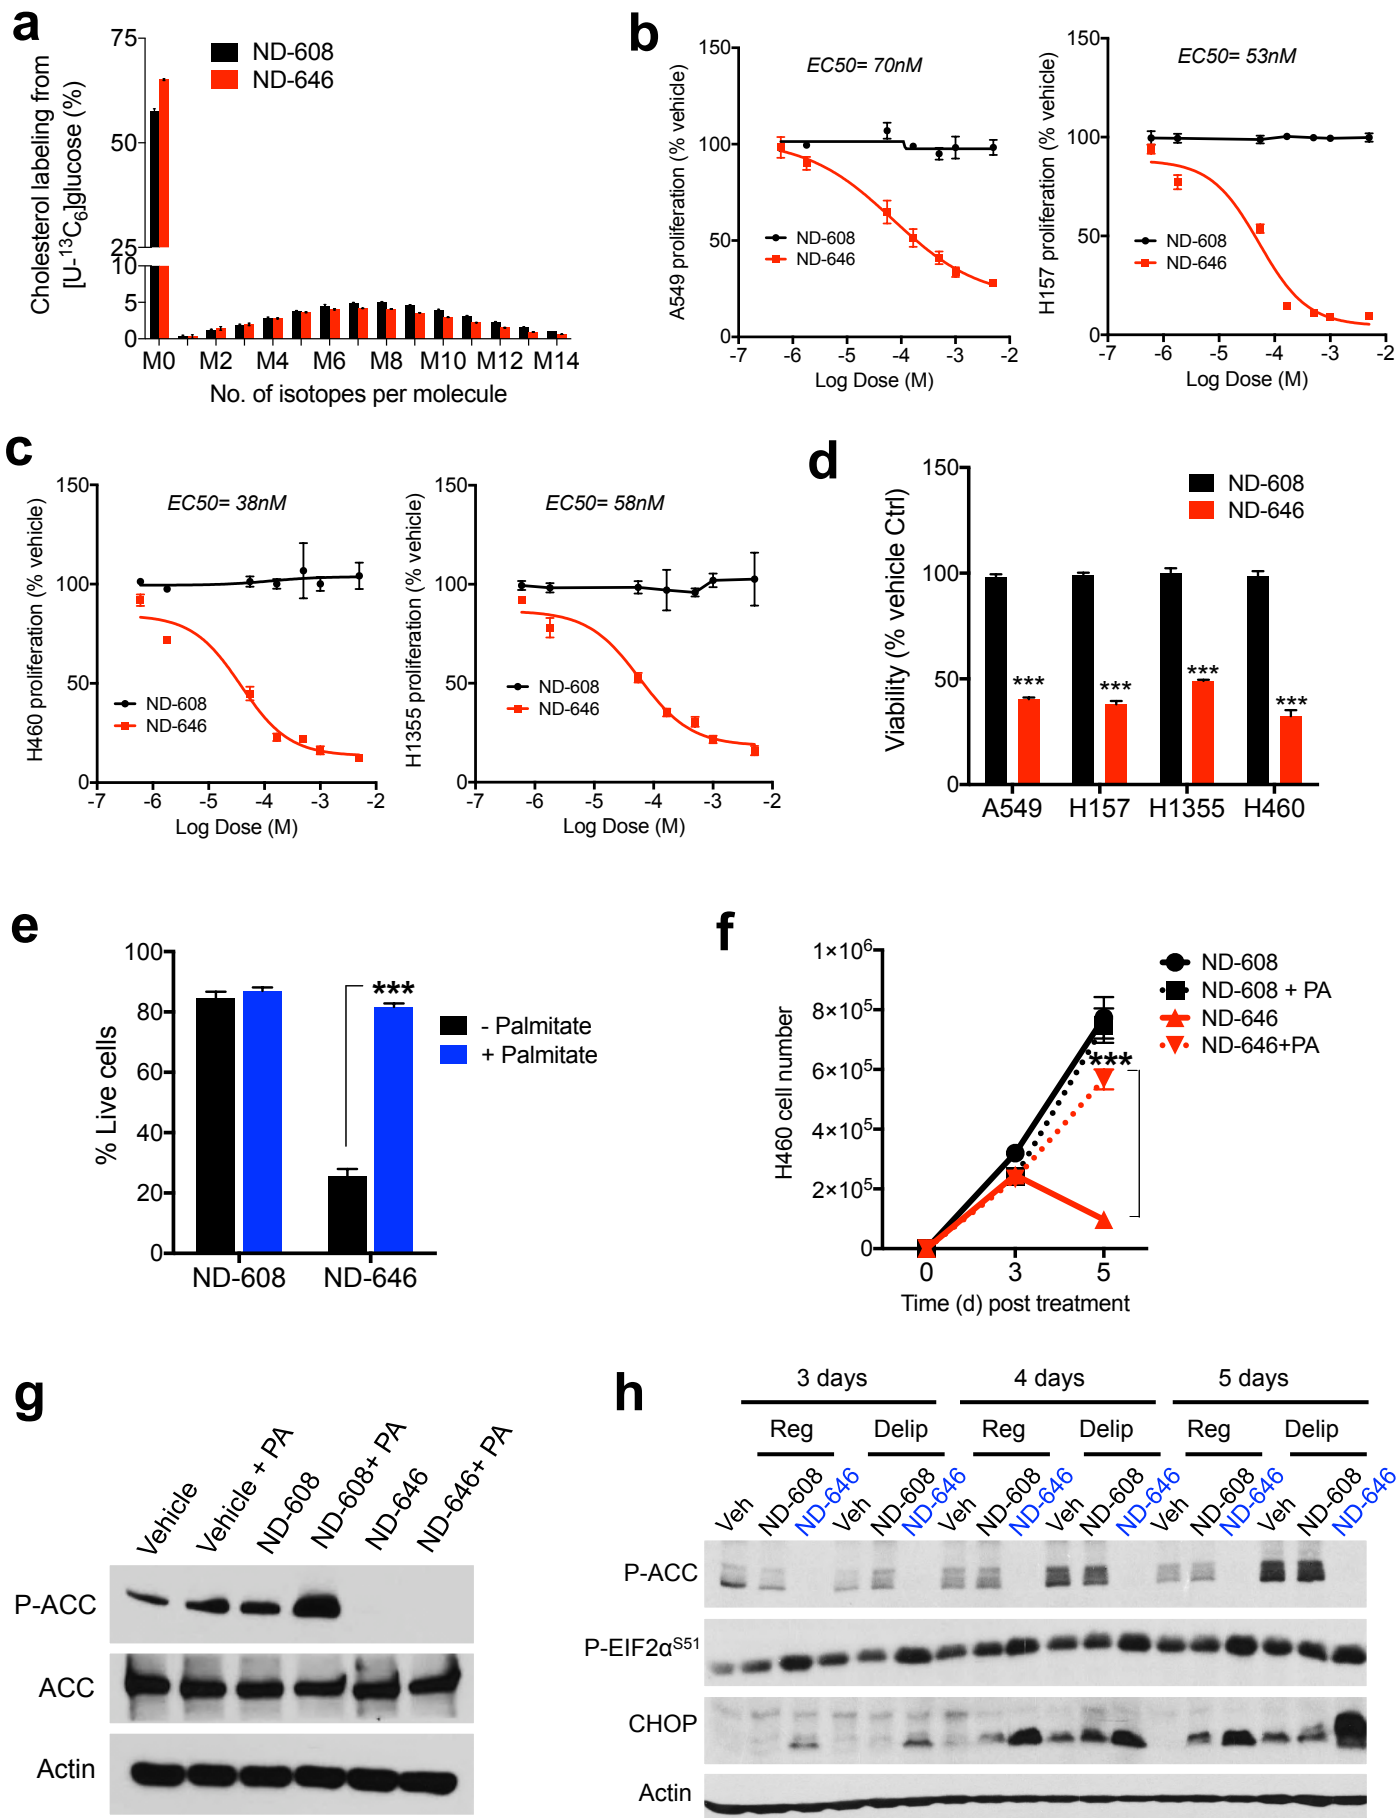 a
ND-608
ND-646
Cholesterol labeling from
[U-¹³C₆]glucose (%)
75
50
25
10
5
0
M0 M2 M4 M6 M8 M10 M12 M14
No. of isotopes per molecule
b
A549 proliferation (% vehicle)
150
100
50
0
EC50= 70nM
ND-608
ND-646
-7 -6 -5 -4 -3 -2
Log Dose (M)
H157 proliferation (% vehicle)
150
100
50
0
EC50= 53nM
ND-608
ND-646
-7 -6 -5 -4 -3 -2
Log Dose (M)
c
H460 proliferation (% vehicle)
150
100
50
0
EC50= 38nM
ND-608
ND-646
-7 -6 -5 -4 -3 -2
Log Dose (M)
H1355 proliferation (% vehicle)
150
100
50
0
EC50= 58nM
ND-608
ND-646
-7 -6 -5 -4 -3 -2
Log Dose (M)
d
Viability (% vehicle Ctrl)
150
100
50
0
ND-608
ND-646
*** *** *** ***
A549 H157 H1355 H460
e
% Live cells
100
80
60
40
20
0
***
- Palmitate
+ Palmitate
ND-608 ND-646
f
H460 cell number
1×10⁶
8×10⁵
6×10⁵
4×10⁵
2×10⁵
0
***
ND-608
ND-608 + PA
ND-646
ND-646+PA
0 3 5
Time (d) post treatment
g
Vehicle
Vehicle + PA
ND-608
ND-608+ PA
ND-646
ND-646+ PA
P-ACC
ACC
Actin
h
3 days 4 days 5 days
Reg Delip Reg Delip Reg Delip
Veh ND-608 ND-646 Veh ND-608 ND-646 Veh ND-608 ND-646 Veh ND-608 ND-646 Veh ND-608 ND-646 Veh ND-608 ND-646
P-ACC
P-EIF2α^S51
CHOP
Actin